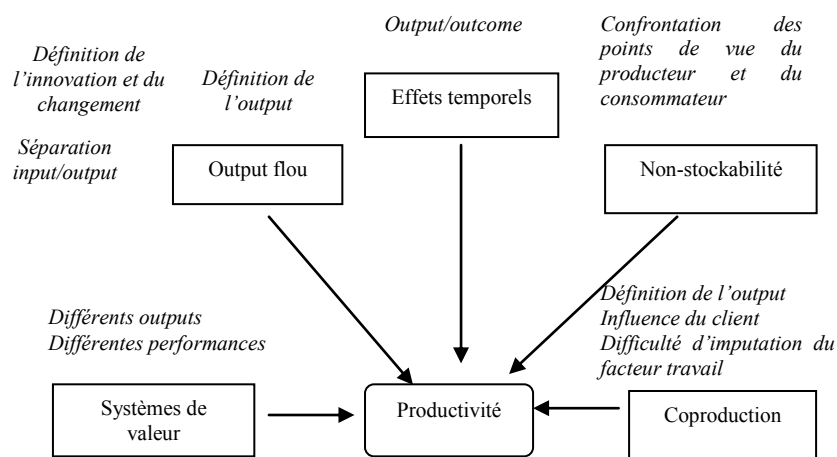 Définition de
l'innovation et du
changement
Séparation
input/output
Définition de
l'output
Output flou
Output/outcome
Effets temporels
Confrontation des
points de vue du
producteur et du
consommateur
Non-stockabilité
Différents outputs
Différentes performances
Systèmes de
valeur
Productivité
Définition de l'output
Influence du client
Difficulté d'imputation du
facteur travail
Coproduction